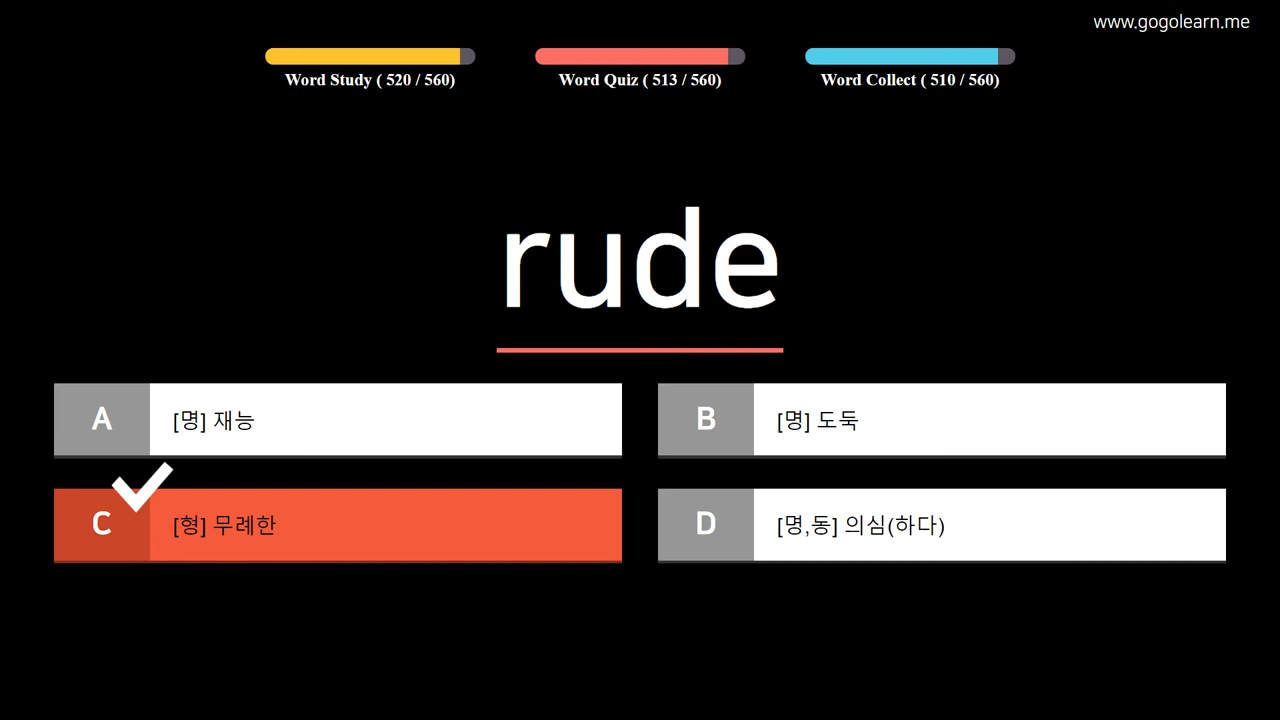 www.gogolearn.me
Word Study ( 520 / 560)
Word Quiz ( 513 / 560)
Word Collect ( 510 / 560)
rude
A [명] 재능
B [명] 도둑
C [형] 무례한
D [명,동] 의심(하다)